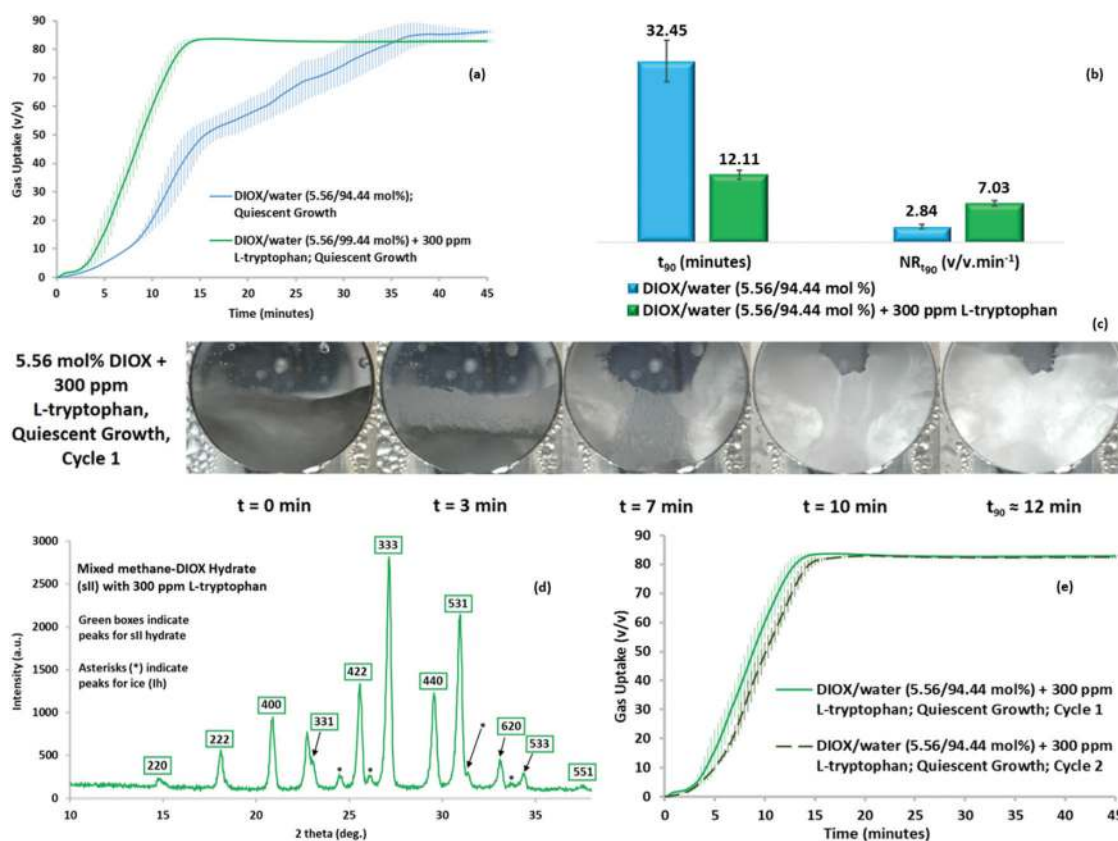 90
80
70
60
50
40
30
20
10
0
Gas Uptake (v/v)
(a)
DIOX/water (5.56/94.44 mol%);
Quiescent Growth
DIOX/water (5.56/99.44 mol%) + 300 ppm
L-tryptophan; Quiescent Growth
0 5 10 15 20 25 30 35 40 45
Time (minutes)
32.45
12.11
2.84
7.03
(b)
t90 (minutes)
NRt90 (v/v.min-1)
DIOX/water (5.56/94.44 mol %)
DIOX/water (5.56/94.44 mol %) + 300 ppm L-tryptophan
(c)
5.56 mol% DIOX +
300 ppm
L-tryptophan,
Quiescent Growth,
Cycle 1
t = 0 min
t = 3 min
t = 7 min
t = 10 min
t90 ≈ 12 min
3000
2500
2000
1500
1000
500
0
Intensity (a.u.)
Mixed methane-DIOX Hydrate
(sII) with 300 ppm L-tryptophan
Green boxes indicate
peaks for sII hydrate
Asterisks (*) indicate
peaks for ice (Ih)
(d)
220
222
400
331
*
422
*
333
440
531
*
620
*
533
551
10 15 20 25 30 35
2 theta (deg.)
90
80
70
60
50
40
30
20
10
0
Gas Uptake (v/v)
(e)
DIOX/water (5.56/94.44 mol%) + 300 ppm
L-tryptophan; Quiescent Growth; Cycle 1
DIOX/water (5.56/94.44 mol%) + 300 ppm
L-tryptophan; Quiescent Growth; Cycle 2
0 5 10 15 20 25 30 35 40 45
Time (minutes)